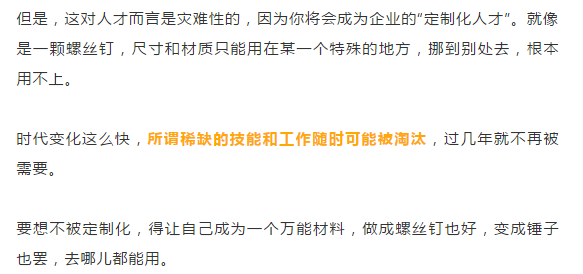 但是，这对人才而言是灾难性的，因为你将会成为企业的“定制化人才”。就像
是一颗螺丝钉，尺寸和材质只能用在某一个特殊的地方，挪到别处去，根本
用不上。
时代变化这么快，所谓稀缺的技能和工作随时可能被淘汰，过几年就不再被
需要。
要想不被定制化，得让自己成为一个万能材料，做成螺丝钉也好，变成锤子
也罢，去哪儿都能用。